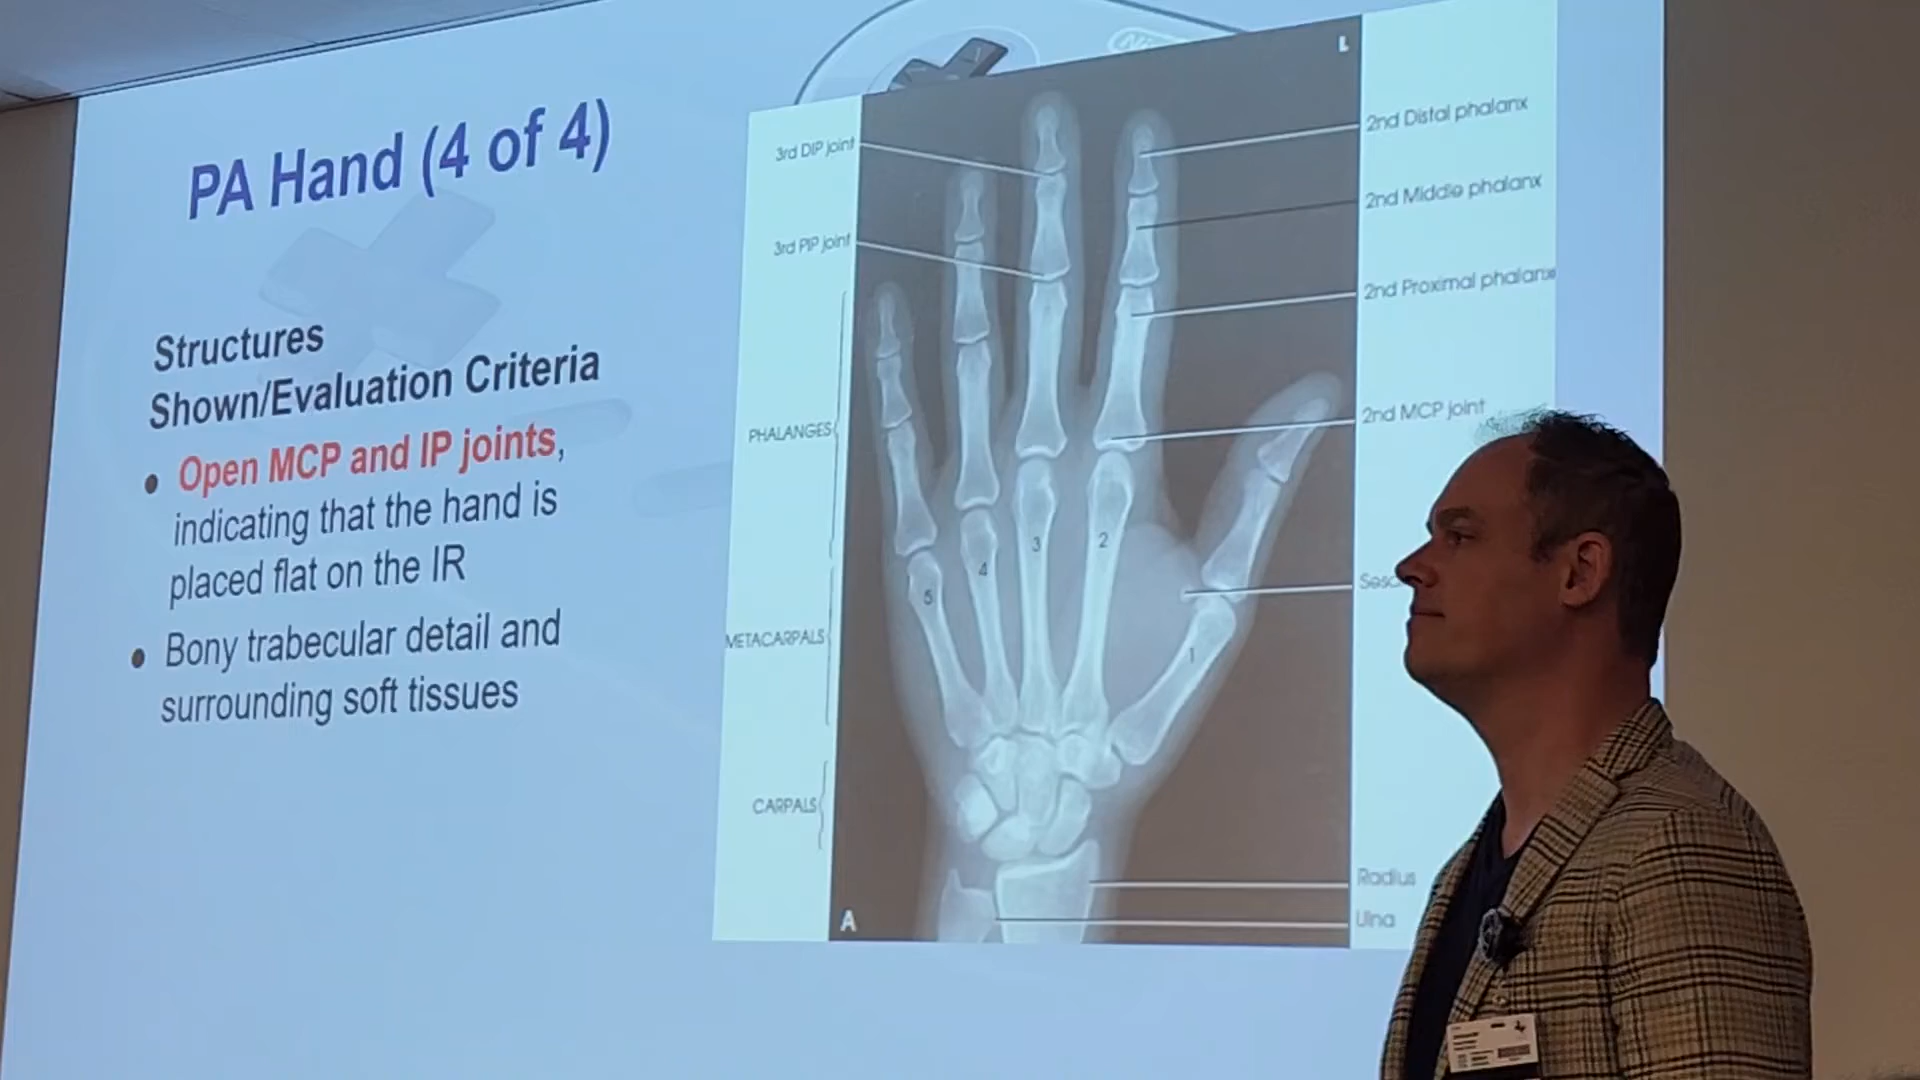 PA Hand (4 of 4)
Structures
Shown/Evaluation Criteria
• Open MCP and IP joints,
indicating that the hand is
placed flat on the IR
• Bony trabecular detail and
surrounding soft tissues
L
3rd DIP joint
3rd PIP joint
PHALANGES
METACARPALS
CARPALS
2nd Distal phalanx
2nd Middle phalanx
2nd Proximal phalanx
2nd MCP joint
Radius
Ulna
5
4
3
2
1
A